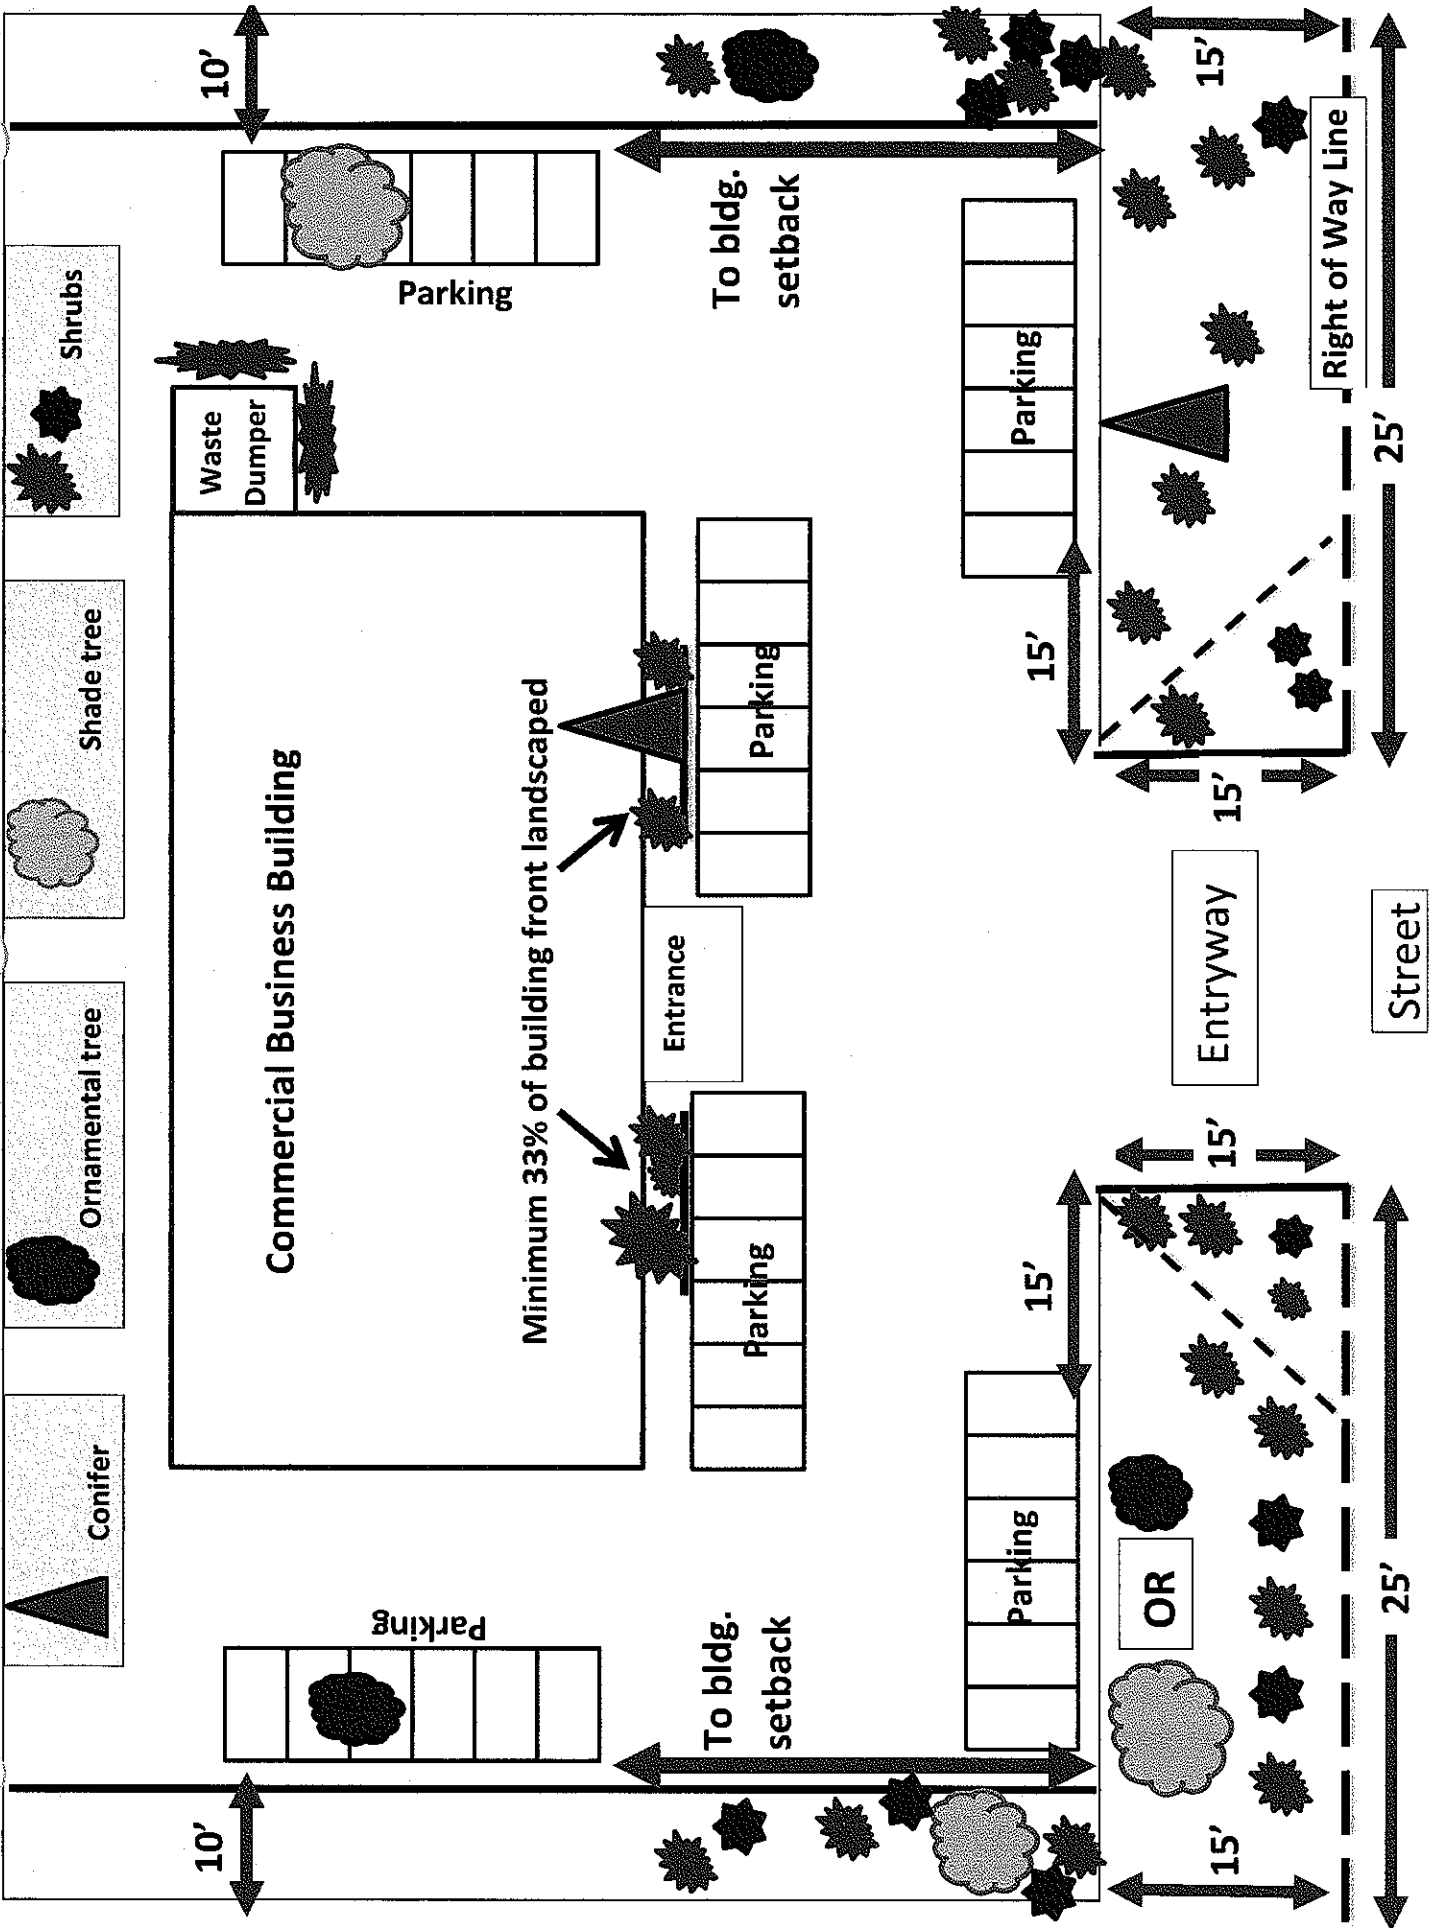 Conifer
Ornamental tree
Shade tree
Shrubs
10'
Waste
Dumper
10'
Commercial Business Building
Parking
Parking
Minimum 33% of building front landscaped
Entrance
To bldg.
setback
Parking
Parking
To bldg.
setback
Parking
15'
15'
Parking
OR
15'
15'
Entryway
15'
15'
Right of Way Line
25'
Street
25'